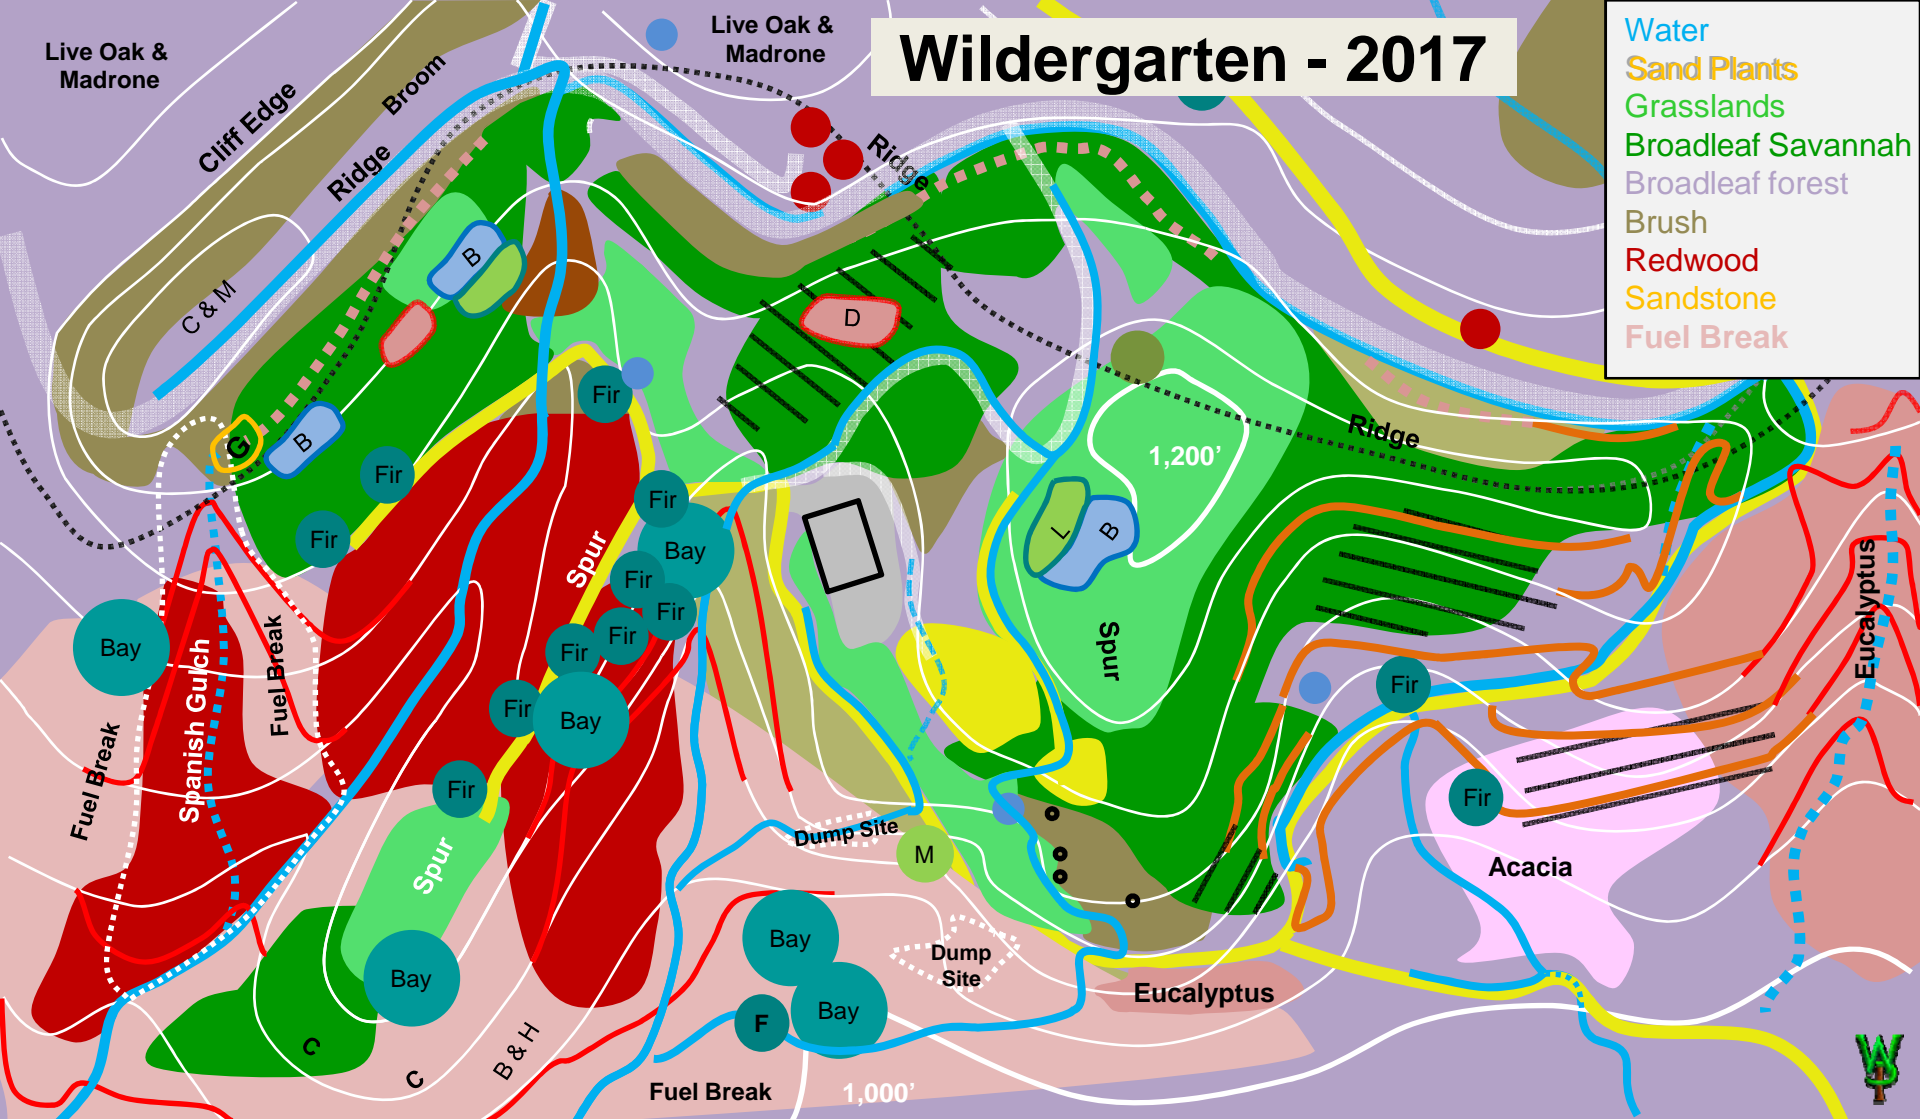 Wildergarten - 2017
Water
Sand Plants
Grasslands
Broadleaf Savannah
Broadleaf forest
Brush
Redwood
Sandstone
Fuel Break
Live Oak &
Madrone
Live Oak &
Madrone
Cliff Edge
Broom
Ridge
Ridge
C & M
B
D
G
B
Fir
Fir
Fir
Fir
Ridge
1,200’
L
B
Spur
Bay
Fir
Fir
Fir
Fir
Fir
Bay
Bay
Spanish Gulch
Fuel Break
Fuel Break
Spur
Fir
Eucalyptus
Fir
Fir
Acacia
Fir
Spur
Dump Site
M
Bay
Bay
Bay
F
Dump
Site
Eucalyptus
C
C
B & H
Fuel Break
1,000’
W